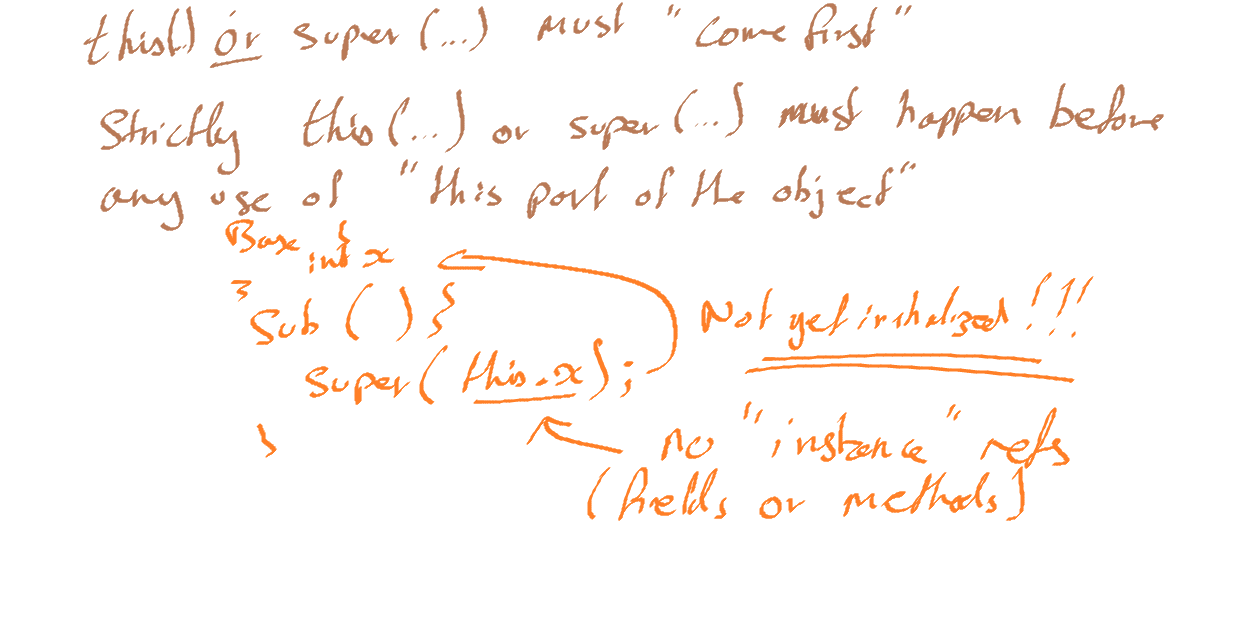 this() or super (...) must "come first"
Strictly this (...) or super (...) must happen before
any use of "this part of the object"
Base {
int x
}
Sub ( ) {
Not yet initialized !!!
super ( this.x );
}
no "instance" refs
(fields or methods)